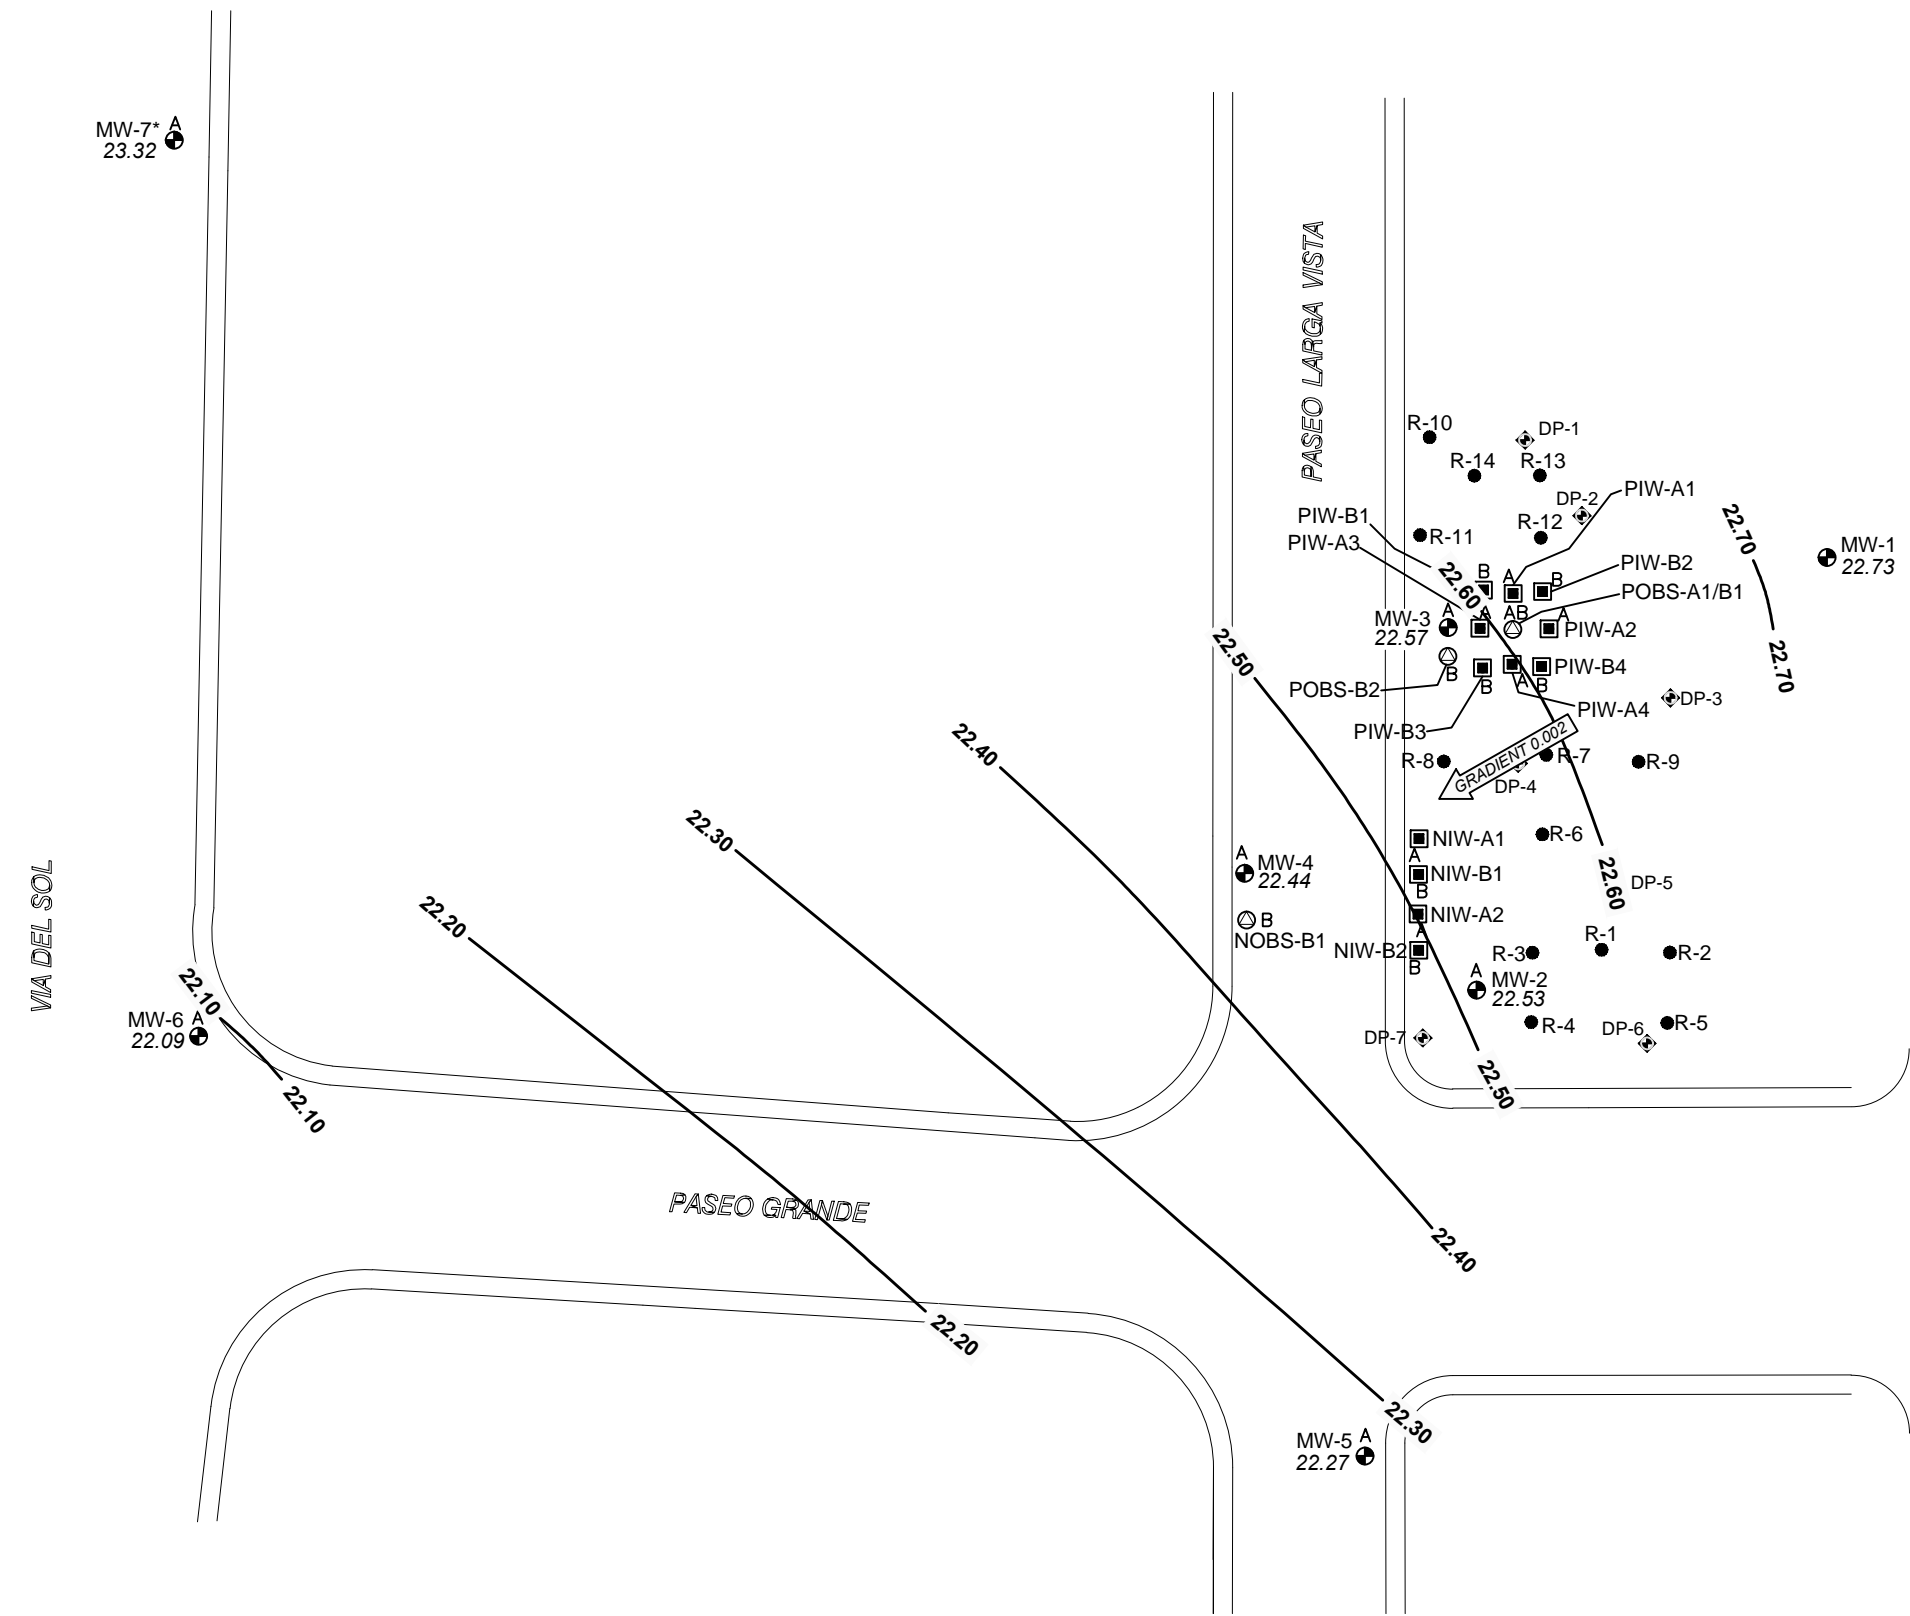 MW-7* A
23.32
PASEO LARGA VISTA
R-10
DP-1
R-14
R-13
PIW-A1
DP-2
PIW-B1
R-12
R-11
PIW-A3
22.70
MW-1
22.73
PIW-B2
22.60
B
A
B
POBS-A1/B1
MW-3 A
22.57
A
AB
A
PIW-A2
22.50
22.70
PIW-B4
B
B
A
B
POBS-B2
DP-3
PIW-A4
PIW-B3
22.40
GRADIENT 0.002
R-8
R-7
R-9
DP-4
22.30
NIW-A1
A
R-6
A
MW-4
22.44
NIW-B1
B
22.60
DP-5
VIA DEL SOL
22.20
NIW-A2
A
B
NOBS-B1
NIW-B2
B
R-3
R-1
R-2
22.10
A
MW-2
22.53
MW-6 A
22.09
DP-7
R-4
DP-6
R-5
22.10
22.50
PASEO GRANDE
22.40
22.20
22.30
MW-5 A
22.27